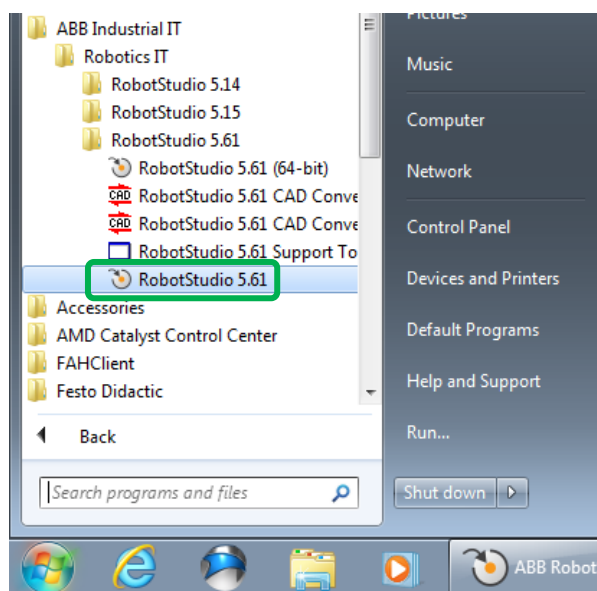 ABB Industrial IT
Robotics IT
RobotStudio 5.14
RobotStudio 5.15
RobotStudio 5.61
RobotStudio 5.61 (64-bit)
CAD RobotStudio 5.61 CAD Conve
CAD RobotStudio 5.61 CAD Conve
RobotStudio 5.61 Support To
RobotStudio 5.61
Accessories
AMD Catalyst Control Center
FAHClient
Festo Didactic
Back
Search programs and files
Pictures
Music
Computer
Network
Control Panel
Devices and Printers
Default Programs
Help and Support
Run...
Shut down
ABB Robot